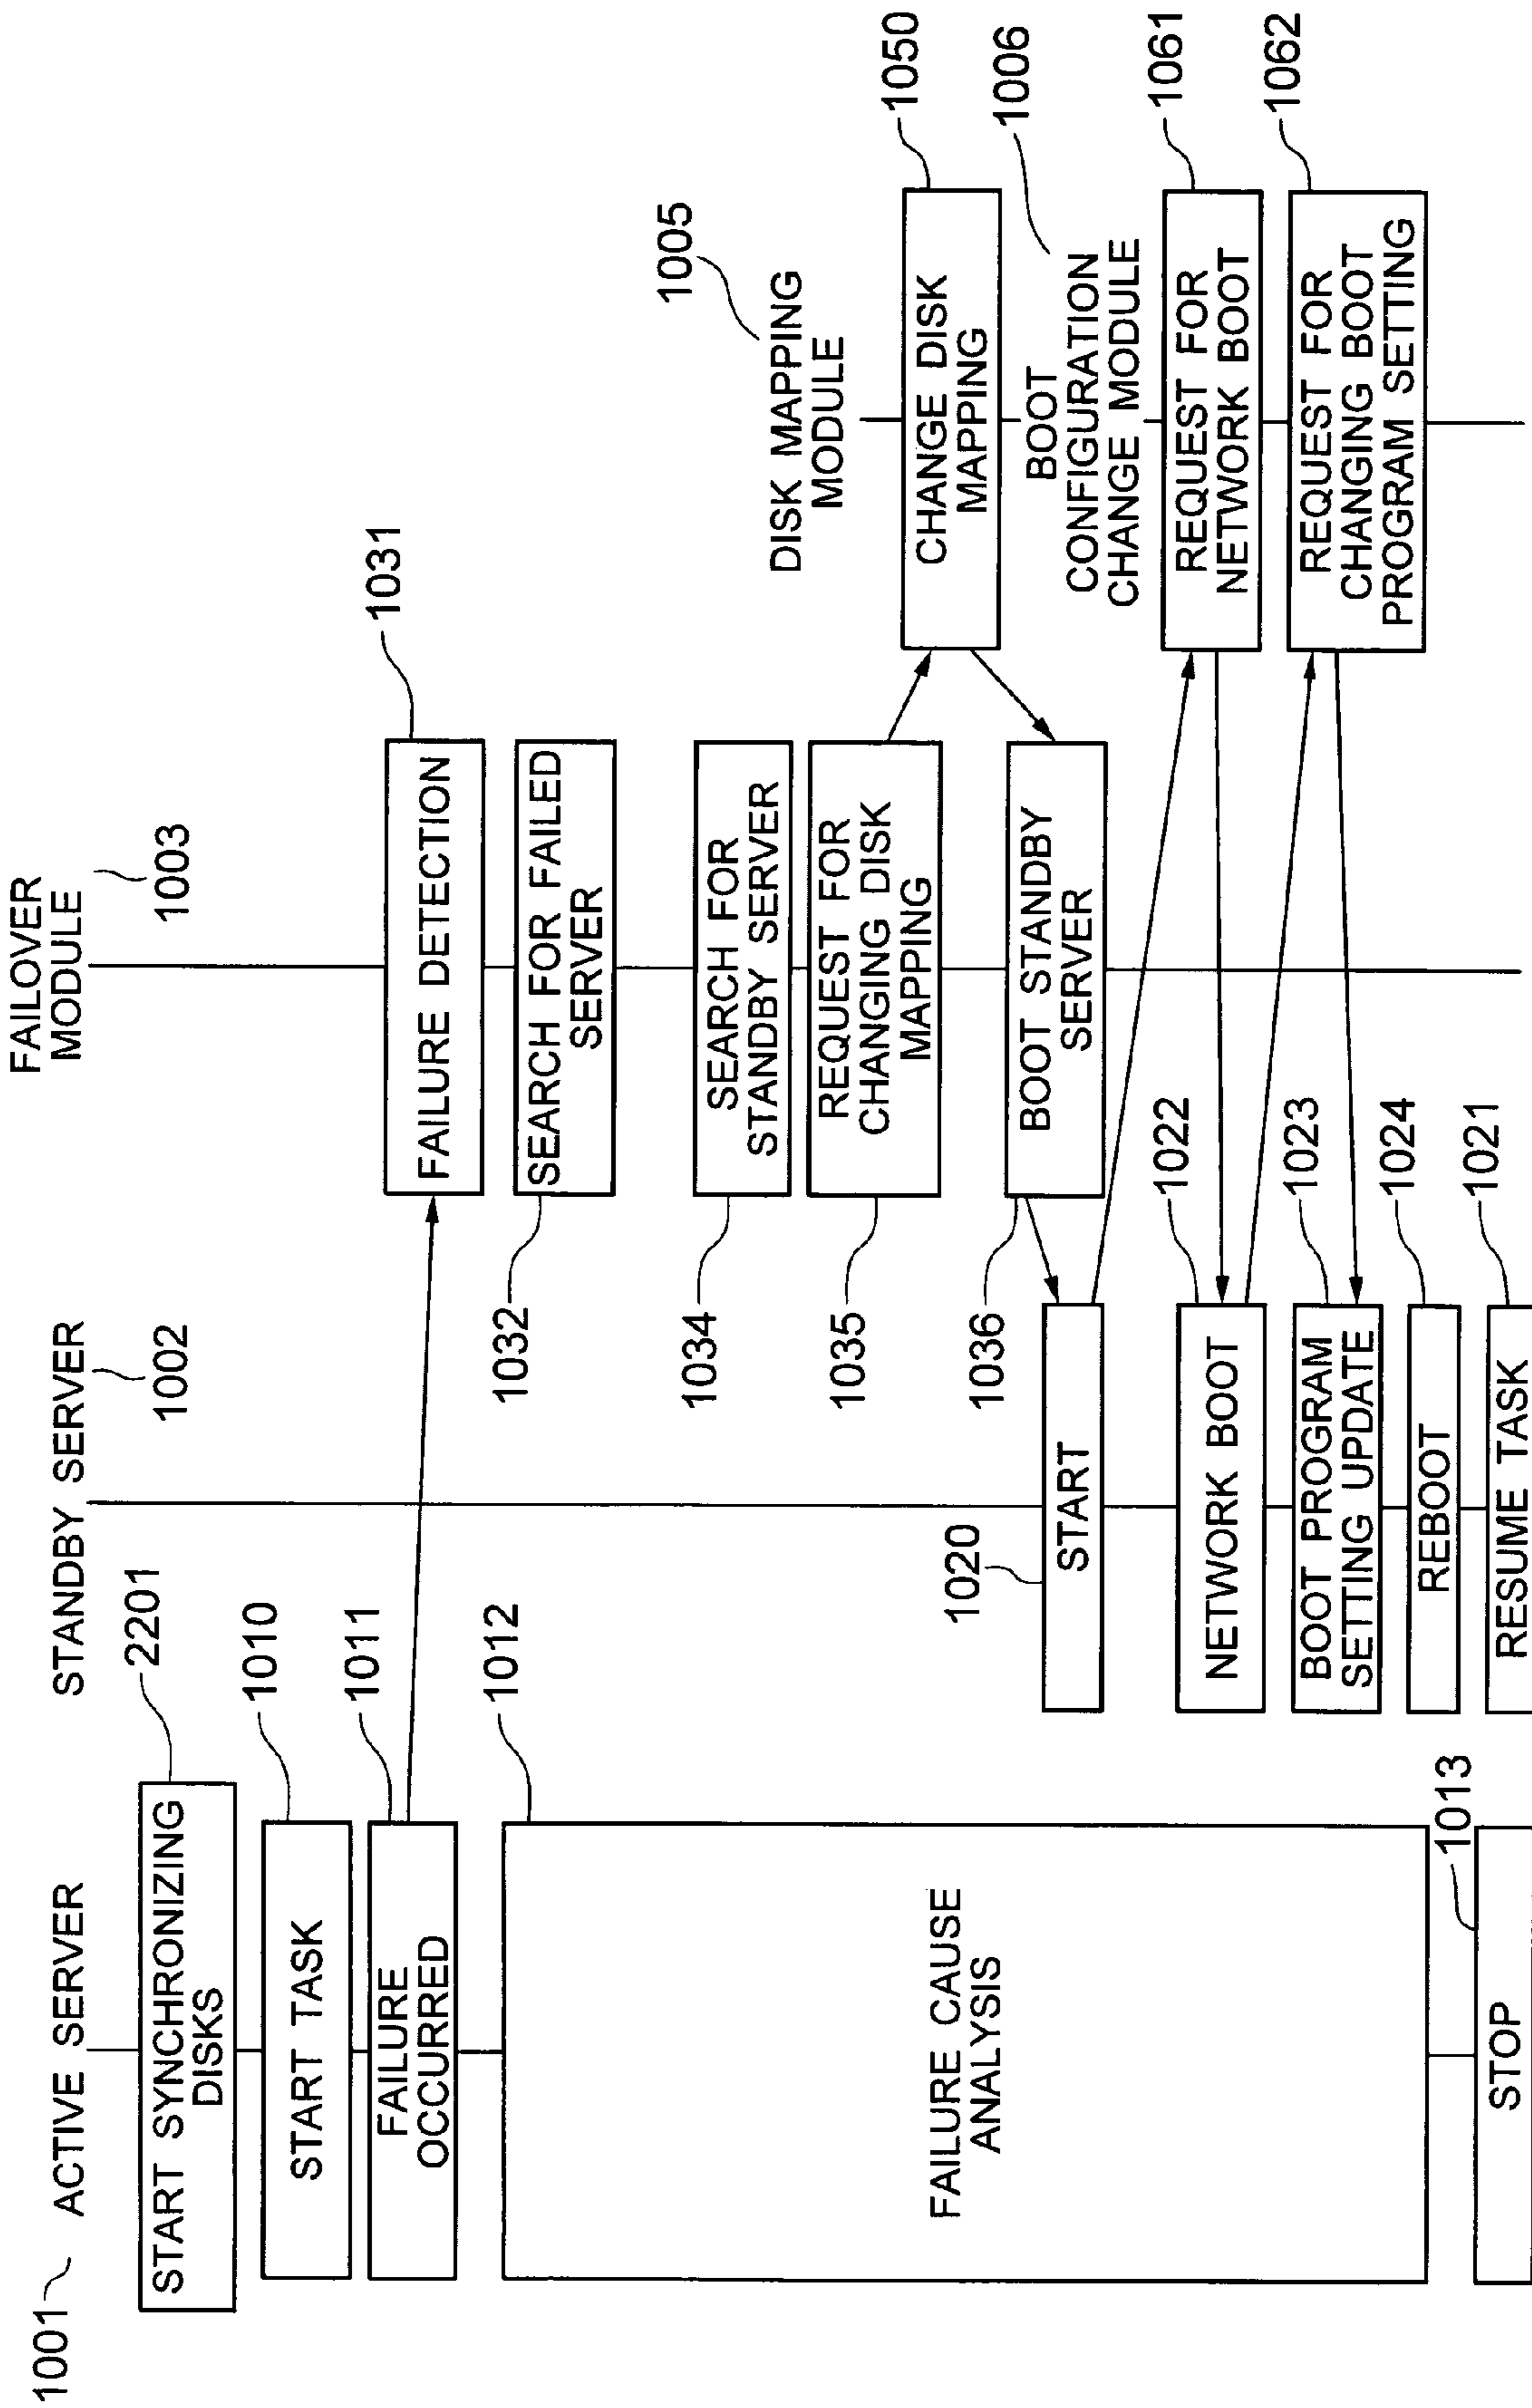 1001
ACTIVE SERVER
START SYNCHRONIZING
DISKS
2201
START TASK
1010
FAILURE
OCCURRED
1011
FAILURE CAUSE
ANALYSIS
1012
STOP
1013
STANDBY SERVER
1002
START
1020
NETWORK BOOT
1022
BOOT PROGRAM
SETTING UPDATE
1023
REBOOT
1024
RESUME TASK
1021
FAILOVER
MODULE
1003
FAILURE DETECTION
1031
SEARCH FOR FAILED
SERVER
1032
SEARCH FOR
STANDBY SERVER
1034
REQUEST FOR
CHANGING DISK
MAPPING
1035
BOOT STANDBY
SERVER
1036
DISK MAPPING
MODULE
1005
CHANGE DISK
MAPPING
1050
BOOT
CONFIGURATION
CHANGE MODULE
1006
REQUEST FOR
NETWORK BOOT
1061
REQUEST FOR
CHANGING BOOT
PROGRAM SETTING
1062